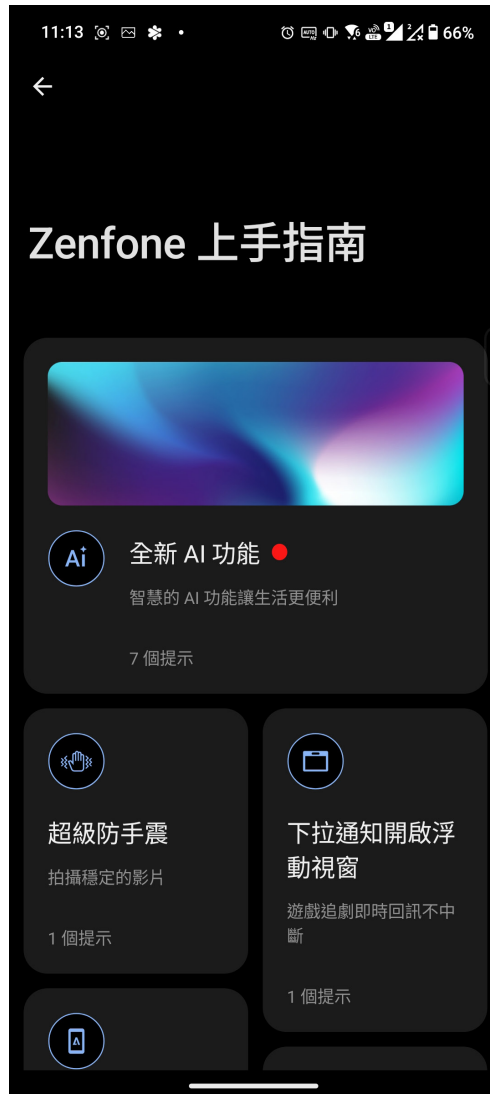 11:13 66%
Zenfone 上手指南
Ai
全新 AI 功能
智慧的 AI 功能讓生活更便利
7 個提示
超級防手震
拍攝穩定的影片
1 個提示
下拉通知開啟浮
動視窗
遊戲追劇即時回訊不中
斷
1 個提示